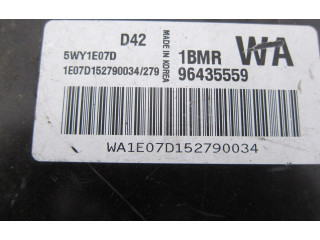 D42
5WY1E07D
1E07D152790034/279
MADE IN KOREA
1BMR
WA
96435559
WA1E07D152790034